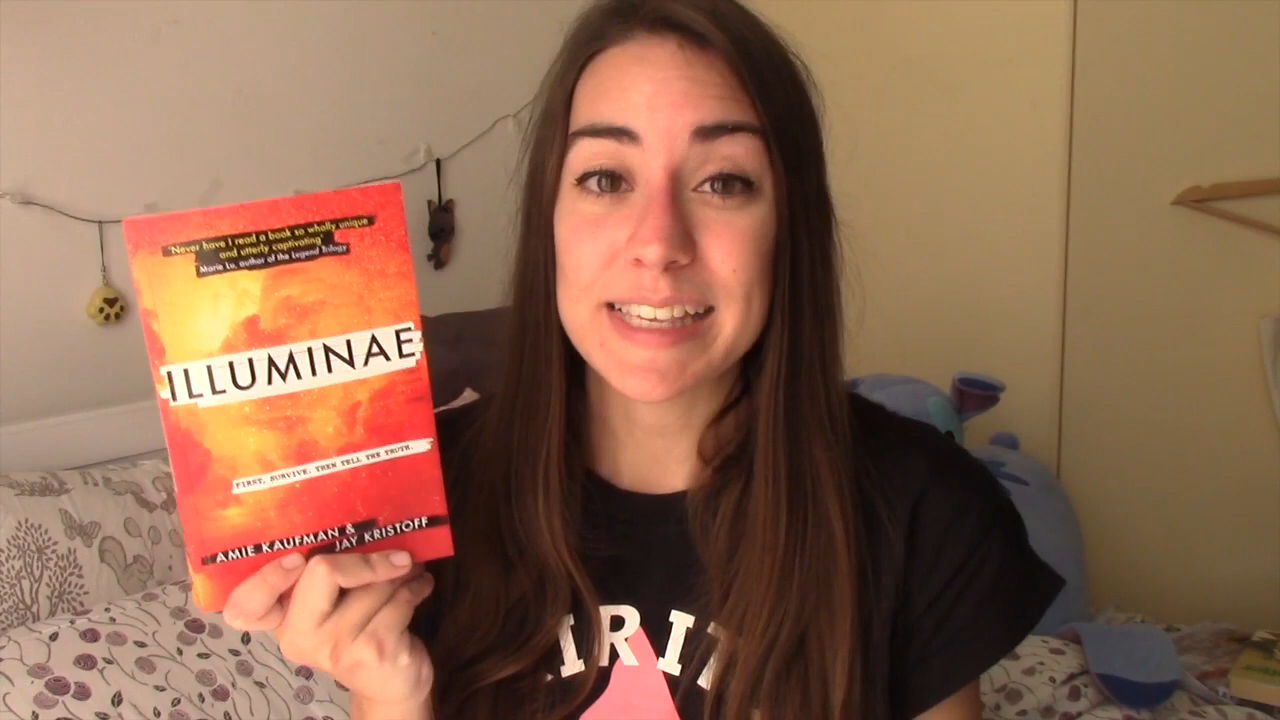 'Never have I read a book so wholly unique
and utterly captivating'
Marie Lu, author of the Legend Trilogy
ILLUMINAE
FIRST, SURVIVE. THEN TELL THE TRUTH.
AMIE KAUFMAN &
JAY KRISTOFF